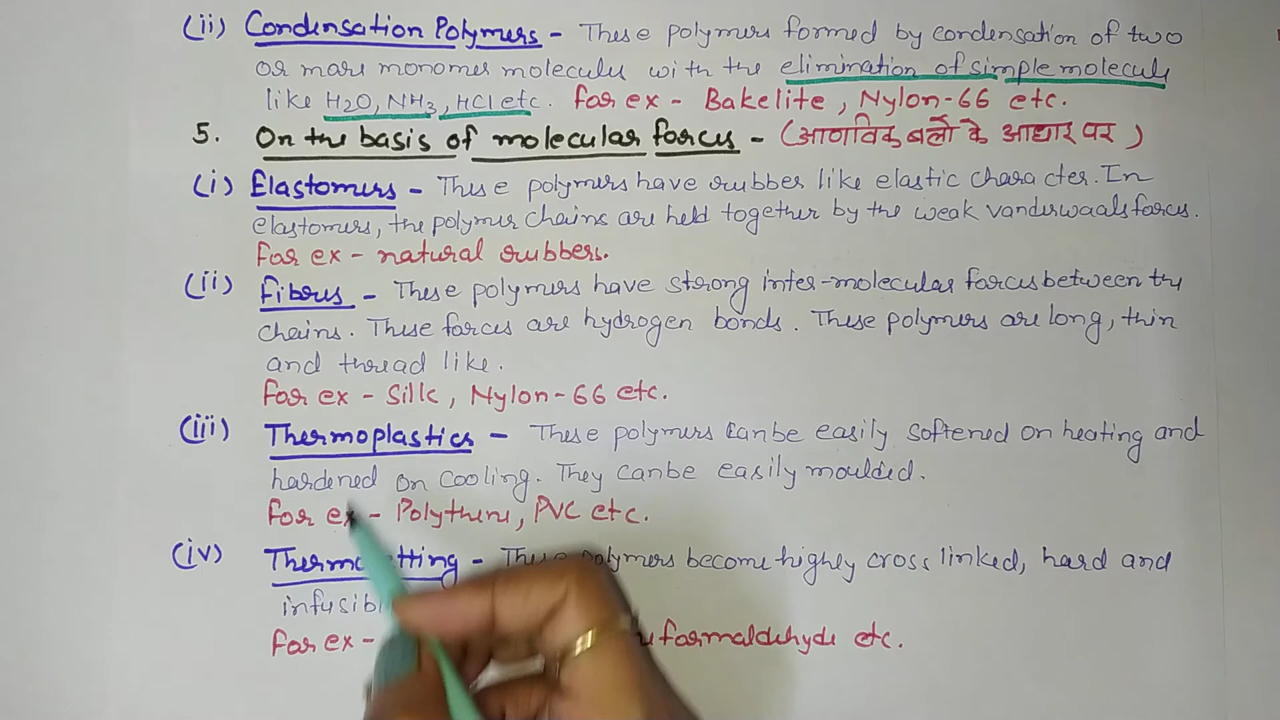 (ii) Condensation Polymers - These polymers formed by condensation of two
or more monomer molecules with the elimination of simple molecule
like H2O, NH3, HCl etc. For ex - Bakelite, Nylon-66 etc.
5. On the basis of molecular forces - (आणविक बलों के आधार पर)
(i) Elastomers - These polymers have rubber like elastic character. In
elastomers, the polymer chains are held together by the weak vanderwaals forces.
For ex - natural rubbers.
(ii) Fibres - These polymers have strong inter-molecular forces between the
chains. These forces are hydrogen bonds. These polymers are long, thin
and thread like.
For ex - Silk, Nylon-66 etc.
(iii) Thermoplastics - These polymers can be easily softened on heating and
hardened on cooling. They can be easily moulded.
For ex - Polythene, PVC etc.
(iv) - These polymers become highly cross linked, hard and
For ex - formaldehyde etc.